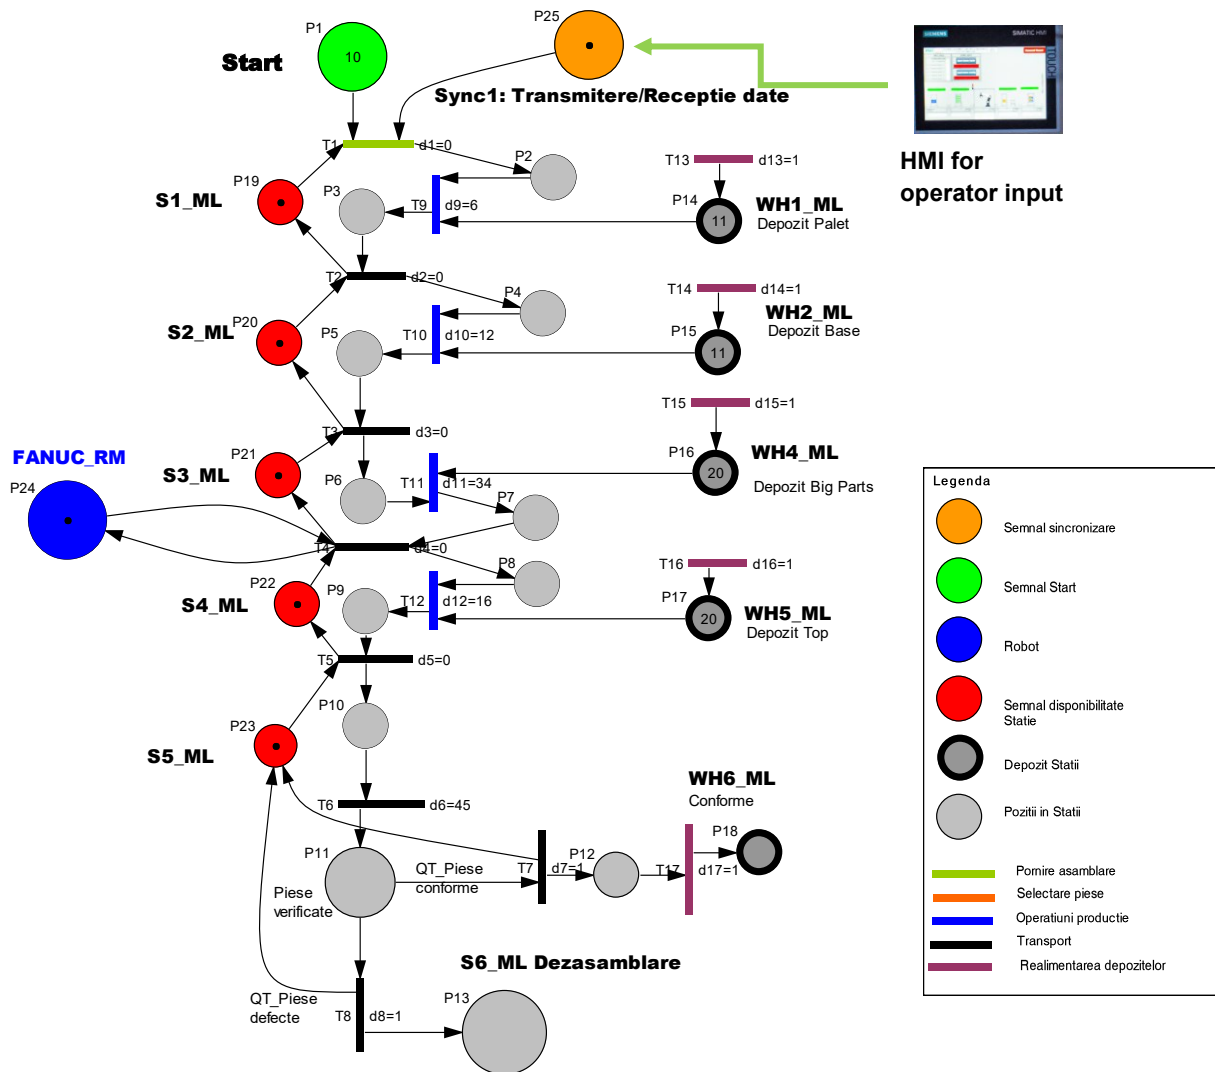 P1
P25
10
Start
Sync1: Transmitere/Receptie date
SIEMENS
SIMATIC HMI
TOUCH
HMI for
operator input
T1
d1=0
P2
P19
S1_ML
P3
T9
d9=6
T13
d13=1
P14
11
WH1_ML
Depozit Palet
T2
d2=0
P4
P20
S2_ML
P5
T10
d10=12
T14
d14=1
P15
11
WH2_ML
Depozit Base
T3
d3=0
P21
S3_ML
P6
T11
d11=34
P7
T15
d15=1
P16
20
WH4_ML
Depozit Big Parts
FANUC_RM
P24
T4
d4=0
P8
P22
S4_ML
P9
T12
d12=16
T16
d16=1
P17
20
WH5_ML
Depozit Top
T5
d5=0
P10
P23
S5_ML
T6
d6=45
P11
Piese
verificate
QT_Piese
conforme
T7
d7=1
P12
T17
d17=1
P18
WH6_ML
Conforme
QT_Piese
defecte
T8
d8=1
P13
S6_ML Dezasamblare
Legenda
Semnal sincronizare
Semnal Start
Robot
Semnal disponibilitate
Statie
Depozit Statii
Pozitii in Statii
Pornire asamblare
Selectare piese
Operatiuni productie
Transport
Realimentarea depozitelor